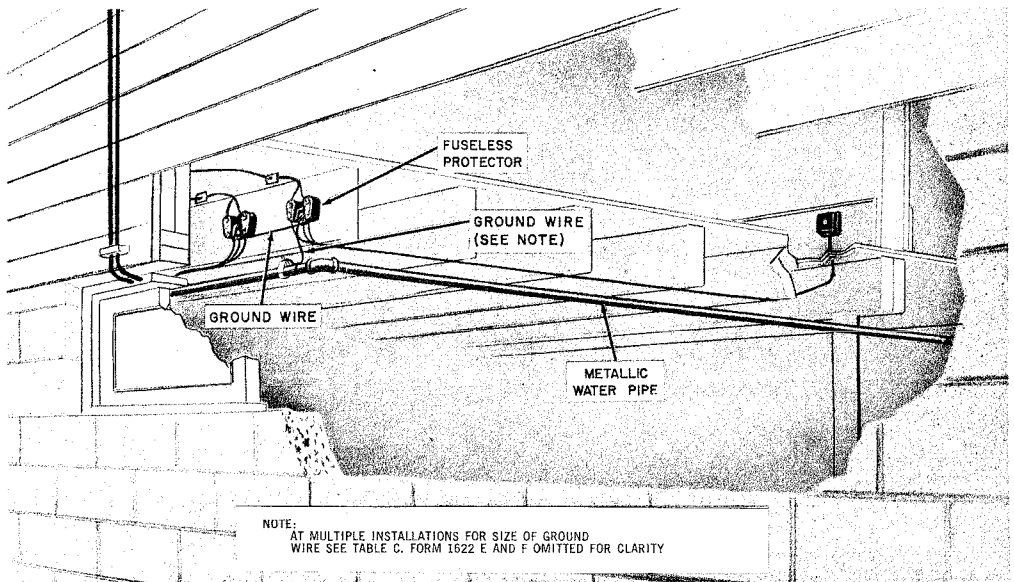 FUSELESS
PROTECTOR
GROUND WIRE
(SEE NOTE)
GROUND WIRE
METALLIC
WATER PIPE
NOTE:
AT MULTIPLE INSTALLATIONS FOR SIZE OF GROUND
WIRE SEE TABLE C. FORM 1622 E AND F OMITTED FOR CLARITY